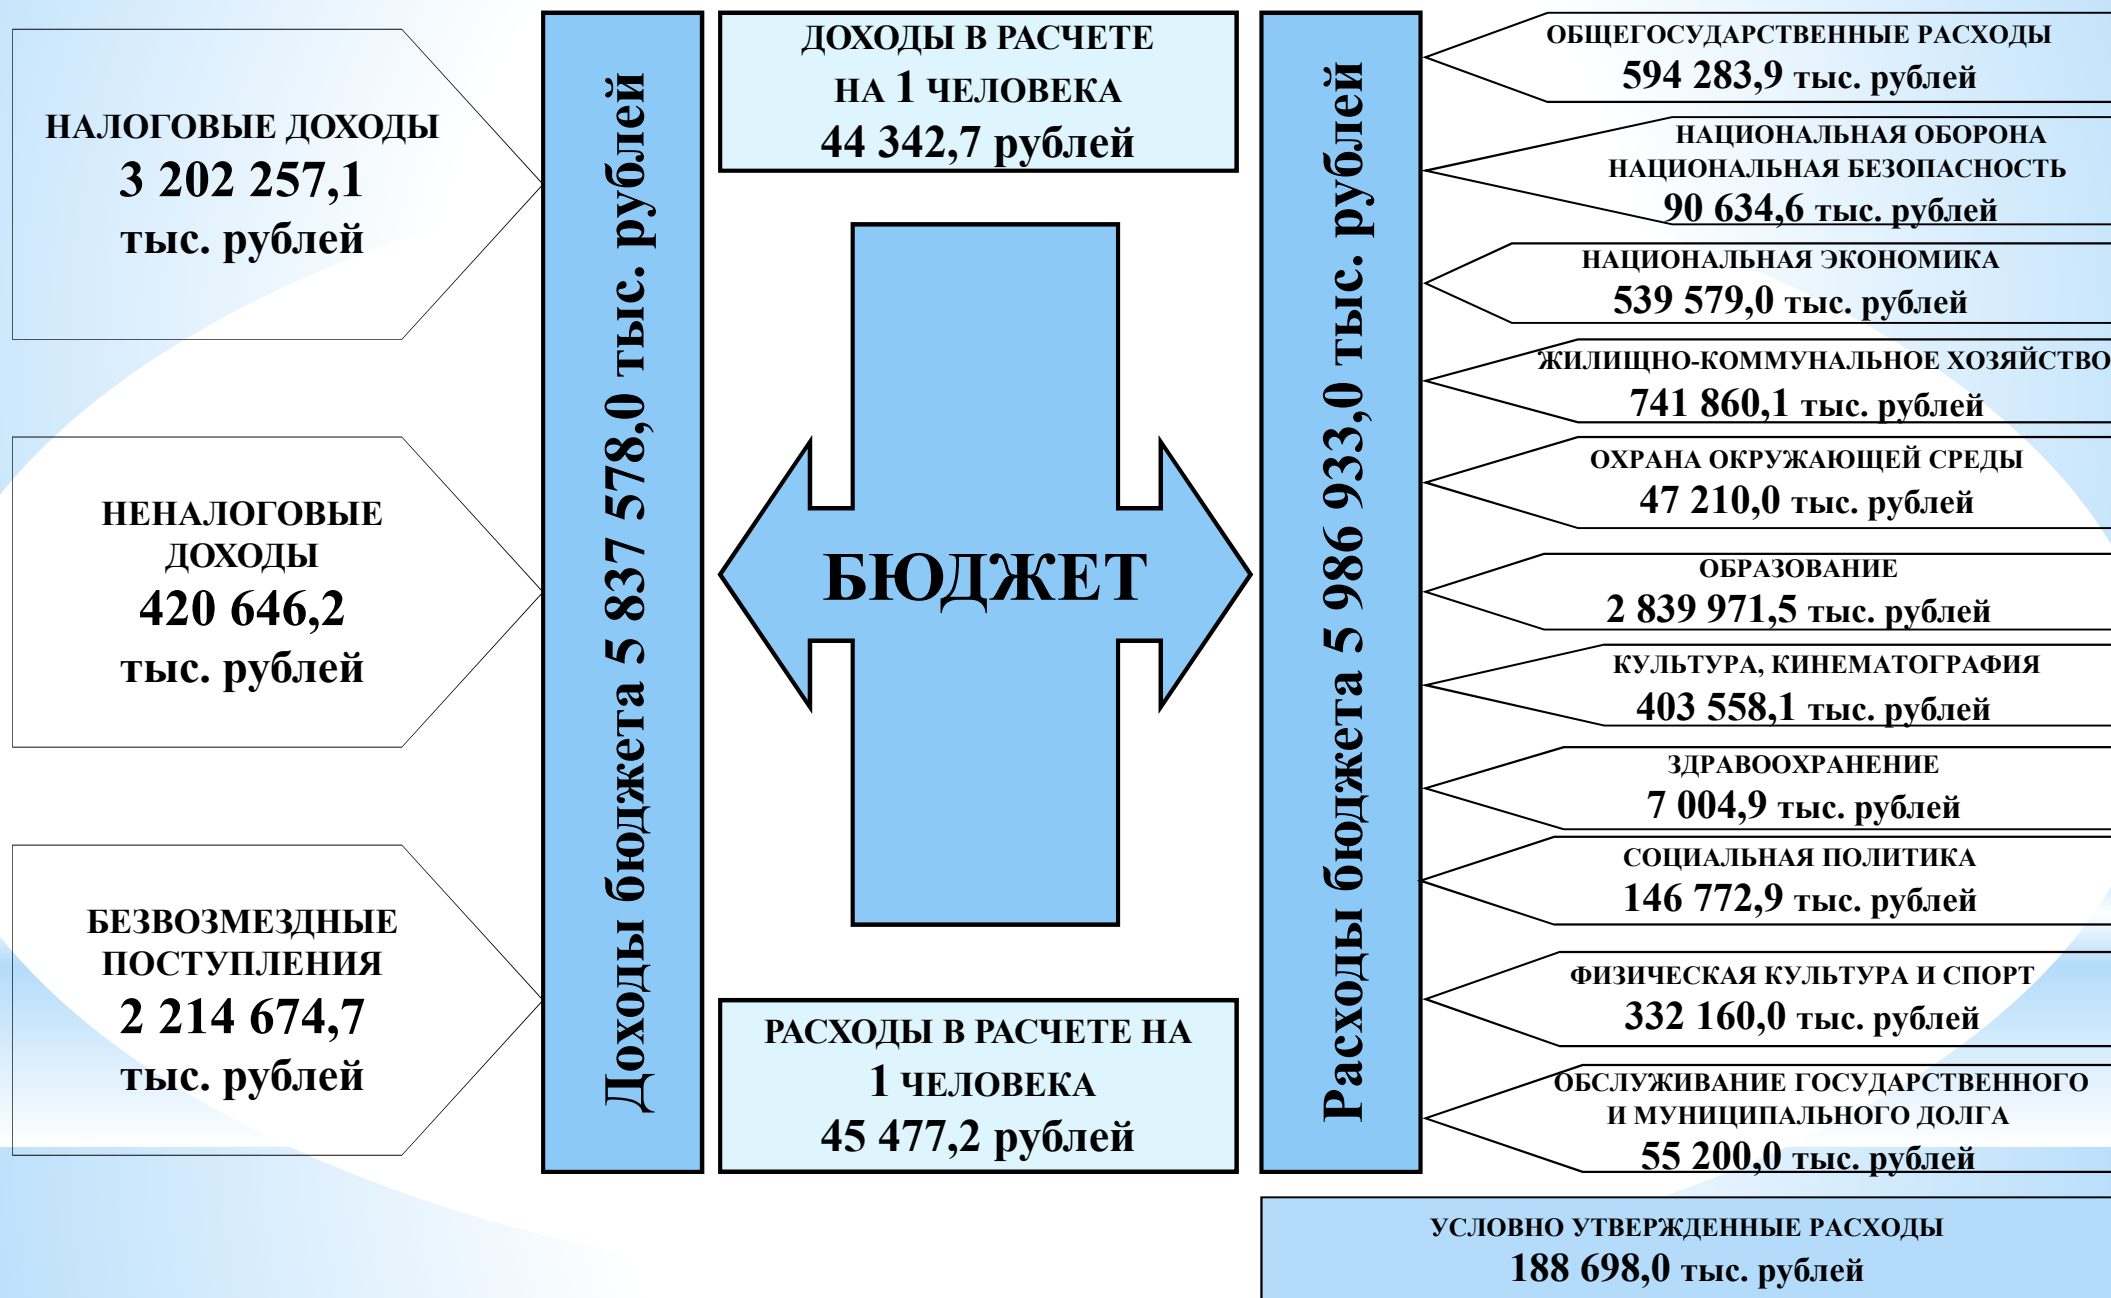 НАЛОГОВЫЕ ДОХОДЫ
3 202 257,1
тыс. рублей
НЕНАЛОГОВЫЕ
ДОХОДЫ
420 646,2
тыс. рублей
БЕЗВОЗМЕЗДНЫЕ
ПОСТУПЛЕНИЯ
2 214 674,7
тыс. рублей
Доходы бюджета 5 837 578,0 тыс. рублей
ДОХОДЫ В РАСЧЕТЕ
НА 1 ЧЕЛОВЕКА
44 342,7 рублей
БЮДЖЕТ
РАСХОДЫ В РАСЧЕТЕ НА
1 ЧЕЛОВЕКА
45 477,2 рублей
Расходы бюджета 5 986 933,0 тыс. рублей
ОБЩЕГОСУДАРСТВЕННЫЕ РАСХОДЫ
594 283,9 тыс. рублей
НАЦИОНАЛЬНАЯ ОБОРОНА
НАЦИОНАЛЬНАЯ БЕЗОПАСНОСТЬ
90 634,6 тыс. рублей
НАЦИОНАЛЬНАЯ ЭКОНОМИКА
539 579,0 тыс. рублей
ЖИЛИЩНО-КОММУНАЛЬНОЕ ХОЗЯЙСТВО
741 860,1 тыс. рублей
ОХРАНА ОКРУЖАЮЩЕЙ СРЕДЫ
47 210,0 тыс. рублей
ОБРАЗОВАНИЕ
2 839 971,5 тыс. рублей
КУЛЬТУРА, КИНЕМАТОГРАФИЯ
403 558,1 тыс. рублей
ЗДРАВООХРАНЕНИЕ
7 004,9 тыс. рублей
СОЦИАЛЬНАЯ ПОЛИТИКА
146 772,9 тыс. рублей
ФИЗИЧЕСКАЯ КУЛЬТУРА И СПОРТ
332 160,0 тыс. рублей
ОБСЛУЖИВАНИЕ ГОСУДАРСТВЕННОГО
И МУНИЦИПАЛЬНОГО ДОЛГА
55 200,0 тыс. рублей
УСЛОВНО УТВЕРЖДЕННЫЕ РАСХОДЫ
188 698,0 тыс. рублей